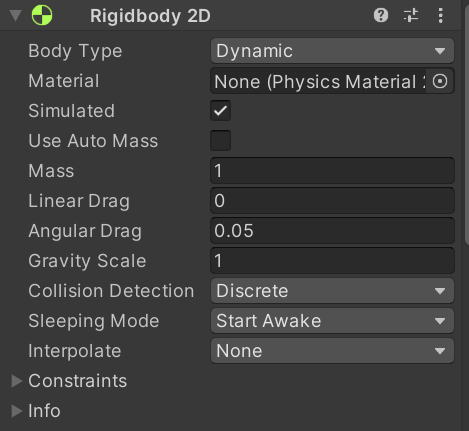 Rigidbody 2D
Body Type Dynamic
Material None (Physics Material
Simulated
Use Auto Mass
Mass 1
Linear Drag 0
Angular Drag 0.05
Gravity Scale 1
Collision Detection Discrete
Sleeping Mode Start Awake
Interpolate None
Constraints
Info